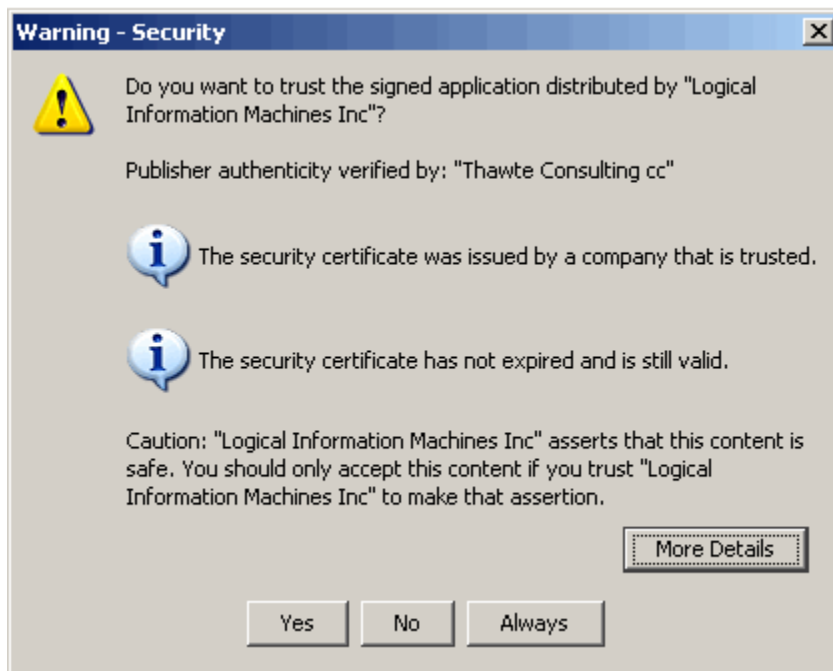 Warning - Security
Do you want to trust the signed application distributed by "Logical
Information Machines Inc"?
Publisher authenticity verified by: "Thawte Consulting cc"
The security certificate was issued by a company that is trusted.
The security certificate has not expired and is still valid.
Caution: "Logical Information Machines Inc" asserts that this content is
safe. You should only accept this content if you trust "Logical
Information Machines Inc" to make that assertion.
More Details
Yes No Always